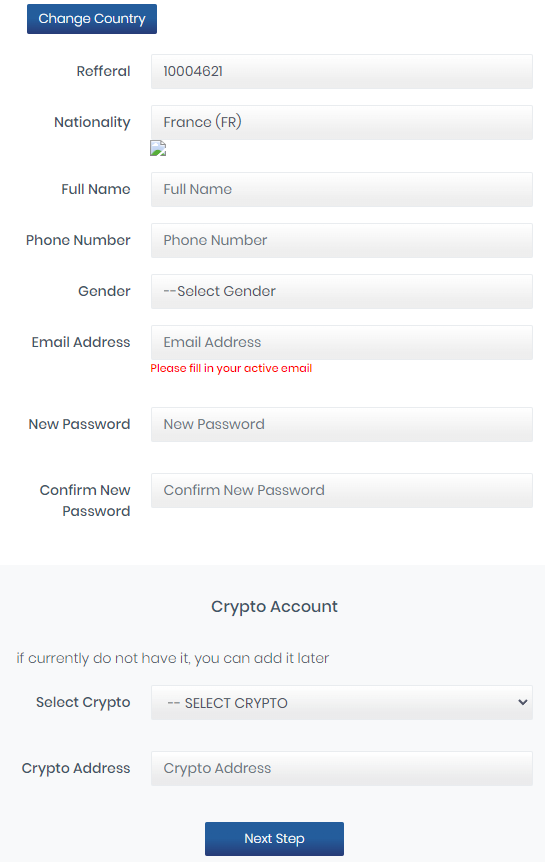 Change Country
Refferal 10004621
Nationality France (FR)
Full Name Full Name
Phone Number Phone Number
Gender --Select Gender
Email Address Email Address
Please fill in your active email
New Password New Password
Confirm New Password Confirm New Password
Crypto Account
if currently do not have it, you can add it later
Select Crypto -- SELECT CRYPTO
Crypto Address Crypto Address
Next Step